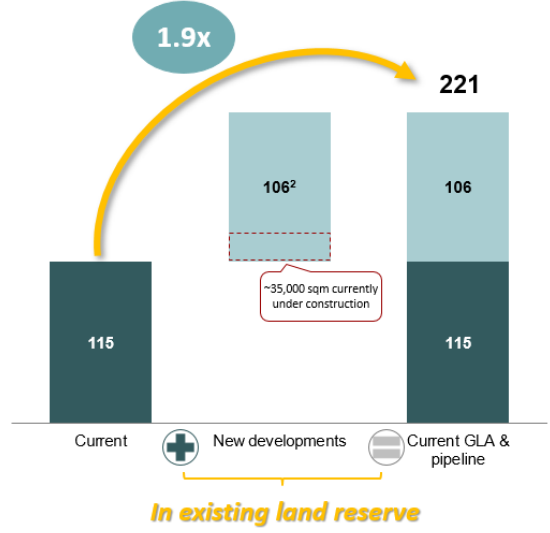 1.9x
221
106²
106
~35,000 sqm currently
under construction
115
115
Current
New developments
Current GLA &
pipeline
In existing land reserve